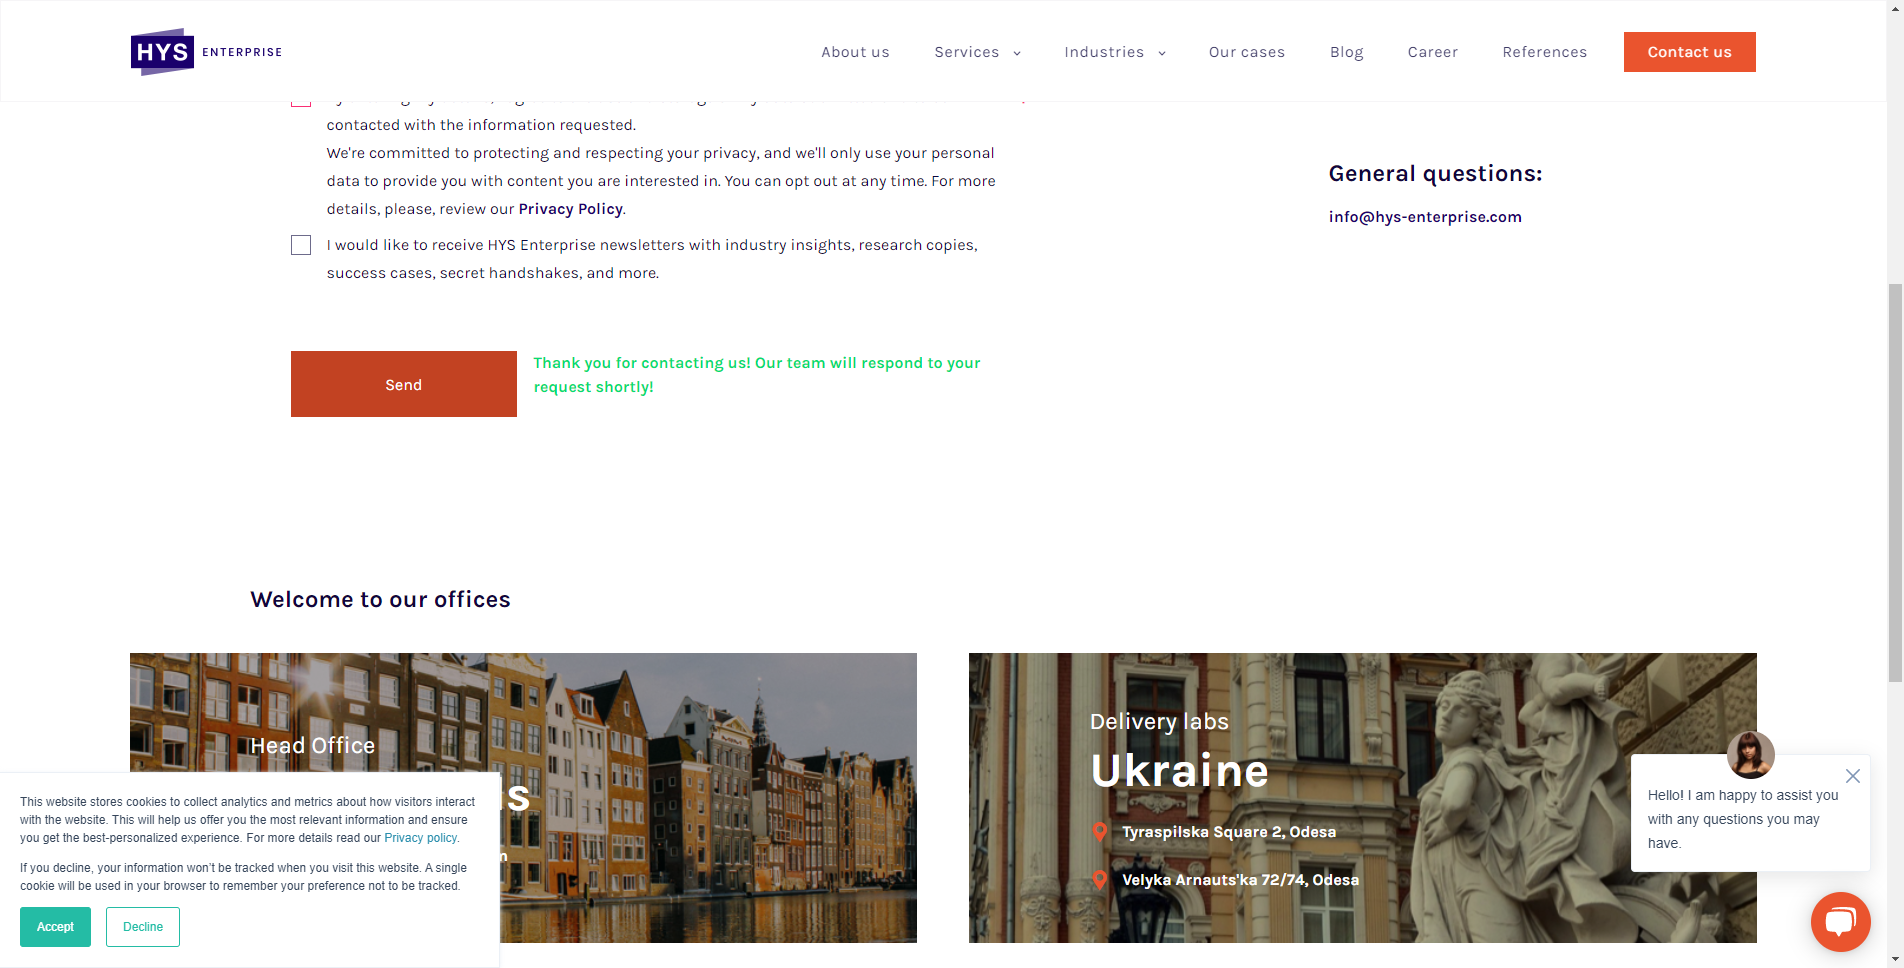 HYS ENTERPRISE
About us Services Industries Our cases Blog Career References Contact us
contacted with the information requested.
We're committed to protecting and respecting your privacy, and we'll only use your personal
data to provide you with content you are interested in. You can opt out at any time. For more
details, please, review our Privacy Policy.
I would like to receive HYS Enterprise newsletters with industry insights, research copies,
success cases, secret handshakes, and more.
General questions:
info@hys-enterprise.com
Send
Thank you for contacting us! Our team will respond to your
request shortly!
Welcome to our offices
Head Office
Delivery labs
Ukraine
Tyraspilska Square 2, Odesa
Velyka Arnauts'ka 72/74, Odesa
This website stores cookies to collect analytics and metrics about how visitors interact
with the website. This will help us offer you the most relevant information and ensure
you get the best-personalized experience. For more details read our Privacy policy.
If you decline, your information won't be tracked when you visit this website. A single
cookie will be used in your browser to remember your preference not to be tracked.
Accept Decline
Hello! I am happy to assist you
with any questions you may
have.